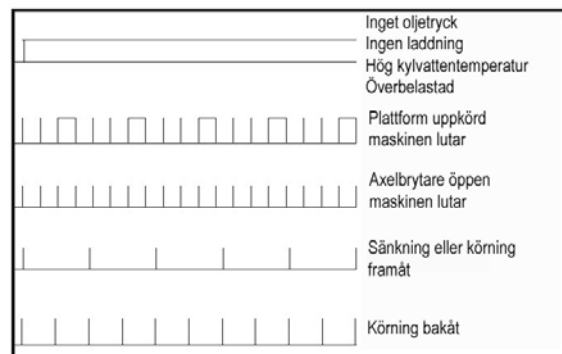 Inget oljetryck
Ingen laddning
Hög kylvattentemperatur
Överbelastad
Plattform uppkörd
maskinen lutar
Axelbrytare öppen
maskinen lutar
Sänkning eller körning
framåt
Körning bakåt